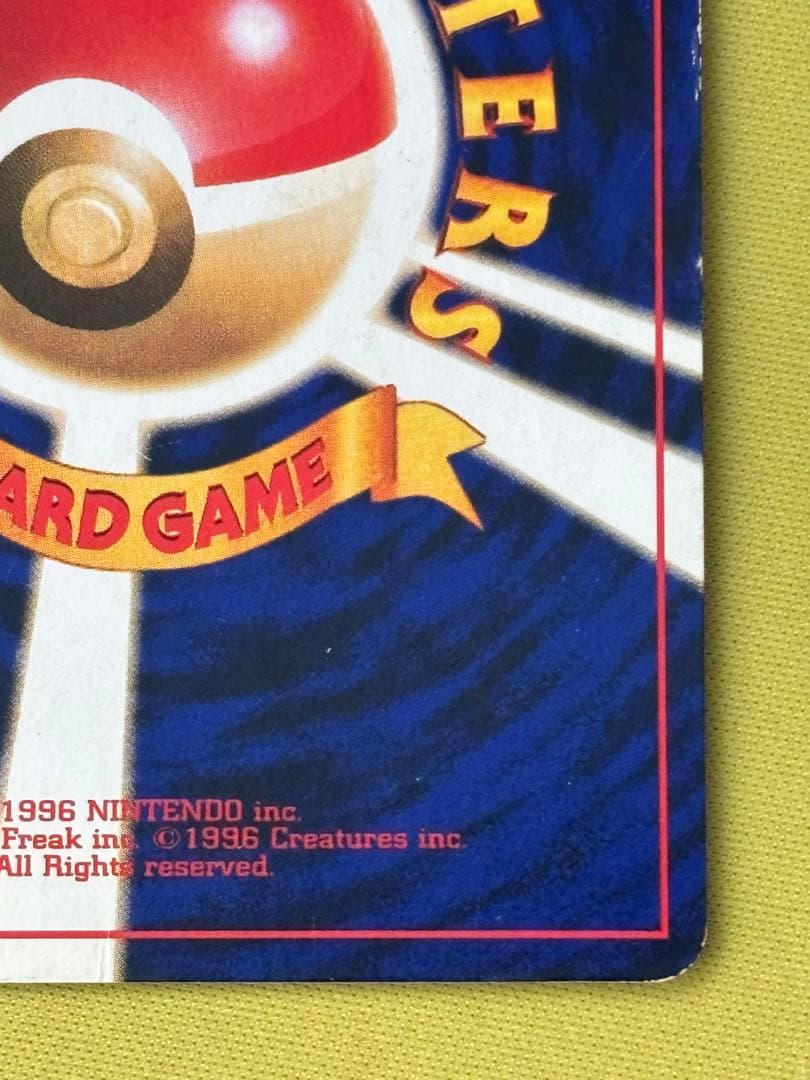 TERS
ARD GAME
1996 NINTENDO inc.
Freak inc. ©1996 Creatures inc.
All Rights reserved.